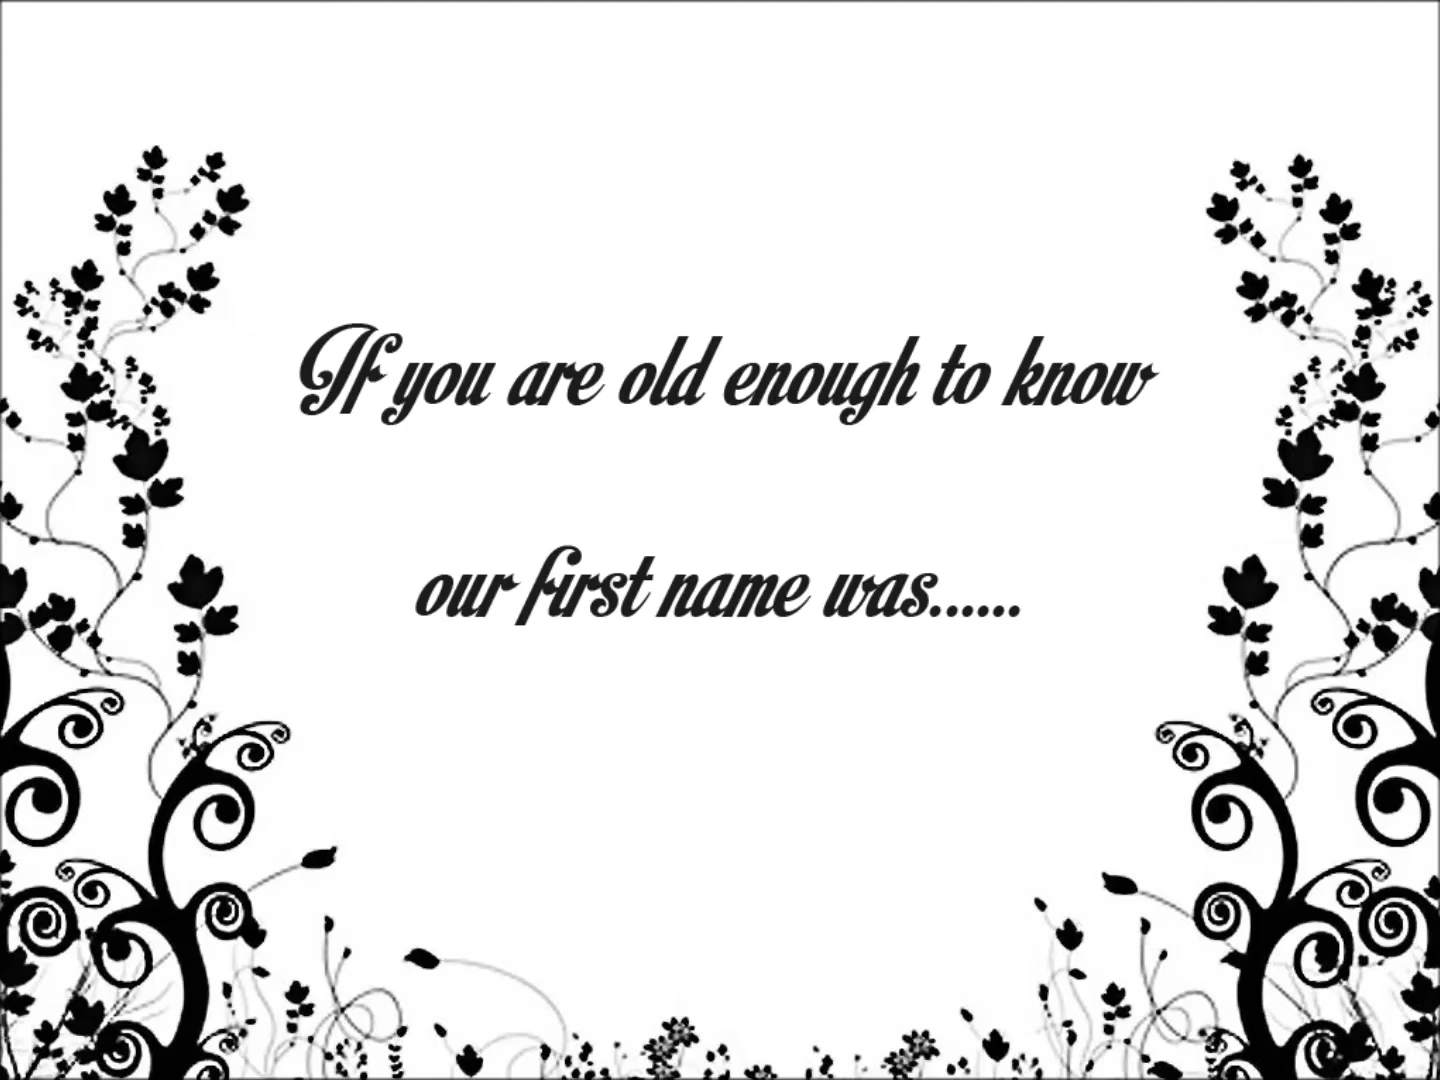 If you are old enough to know
our first name was......